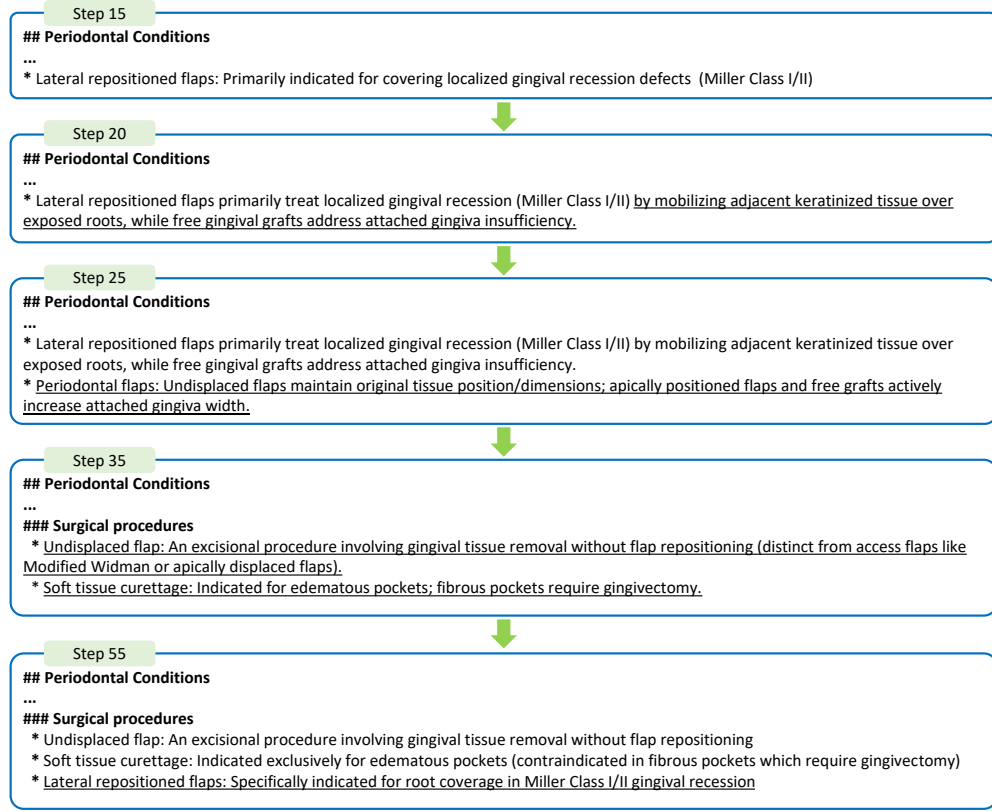 Step 15
## Periodontal Conditions
...
* Lateral repositioned flaps: Primarily indicated for covering localized gingival recession defects (Miller Class I/II)
Step 20
## Periodontal Conditions
...
* Lateral repositioned flaps primarily treat localized gingival recession (Miller Class I/II) by mobilizing adjacent keratinized tissue over
exposed roots, while free gingival grafts address attached gingiva insufficiency.
Step 25
## Periodontal Conditions
...
* Lateral repositioned flaps primarily treat localized gingival recession (Miller Class I/II) by mobilizing adjacent keratinized tissue over
exposed roots, while free gingival grafts address attached gingiva insufficiency.
* Periodontal flaps: Undisplaced flaps maintain original tissue position/dimensions; apically positioned flaps and free grafts actively
increase attached gingiva width.
Step 35
## Periodontal Conditions
...
### Surgical procedures
* Undisplaced flap: An excisional procedure involving gingival tissue removal without flap repositioning (distinct from access flaps like
Modified Widman or apically displaced flaps).
* Soft tissue curettage: Indicated for edematous pockets; fibrous pockets require gingivectomy.
Step 55
## Periodontal Conditions
...
### Surgical procedures
* Undisplaced flap: An excisional procedure involving gingival tissue removal without flap repositioning
* Soft tissue curettage: Indicated exclusively for edematous pockets (contraindicated in fibrous pockets which require gingivectomy)
* Lateral repositioned flaps: Specifically indicated for root coverage in Miller Class I/II gingival recession